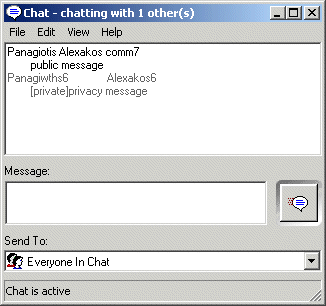 Chat - chatting with 1 other(s)
File Edit View Help
Panagiotis Alexakos comm7
public message
Panagiwths6 Alexakos6
[private]privacy message
Message:
Send To:
Everyone In Chat
Chat is active